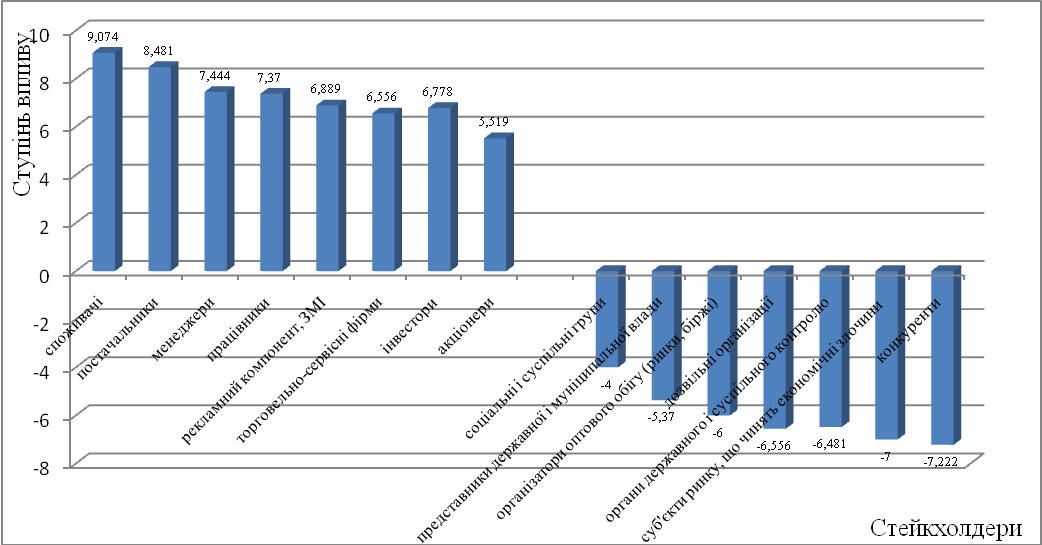 Ступінь впливу
10
8
6
4
2
0
-2
-4
-6
-8
9,074
8,481
7,444
7,37
6,889
6,556
6,778
5,519
-4
-5,37
-6
-6,556
-6,481
-7
-7,222
споживачі
постачальники
менеджери
працівники
рекламний компонент, ЗМІ
торговельно-сервісні фірми
інвестори
акціонери
соціальні і суспільні групи
представники державної і муніципальної влади
організатори оптового обігу (ринки, біржі)
дозвільні організації
органи державного і суспільного контролю
суб'єкти ринку, що чинять економічні злочини
конкуренти
Стейкхолдери